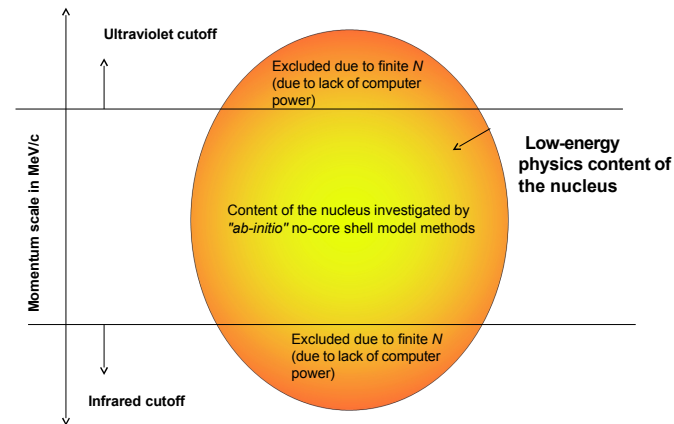 Ultraviolet cutoff
Excluded due to finite N
(due to lack of computer
power)
Low-energy
physics content of
the nucleus
Momentum scale in MeV/c
Content of the nucleus investigated by
"ab-initio" no-core shell model methods
Excluded due to finite N
(due to lack of computer
power)
Infrared cutoff